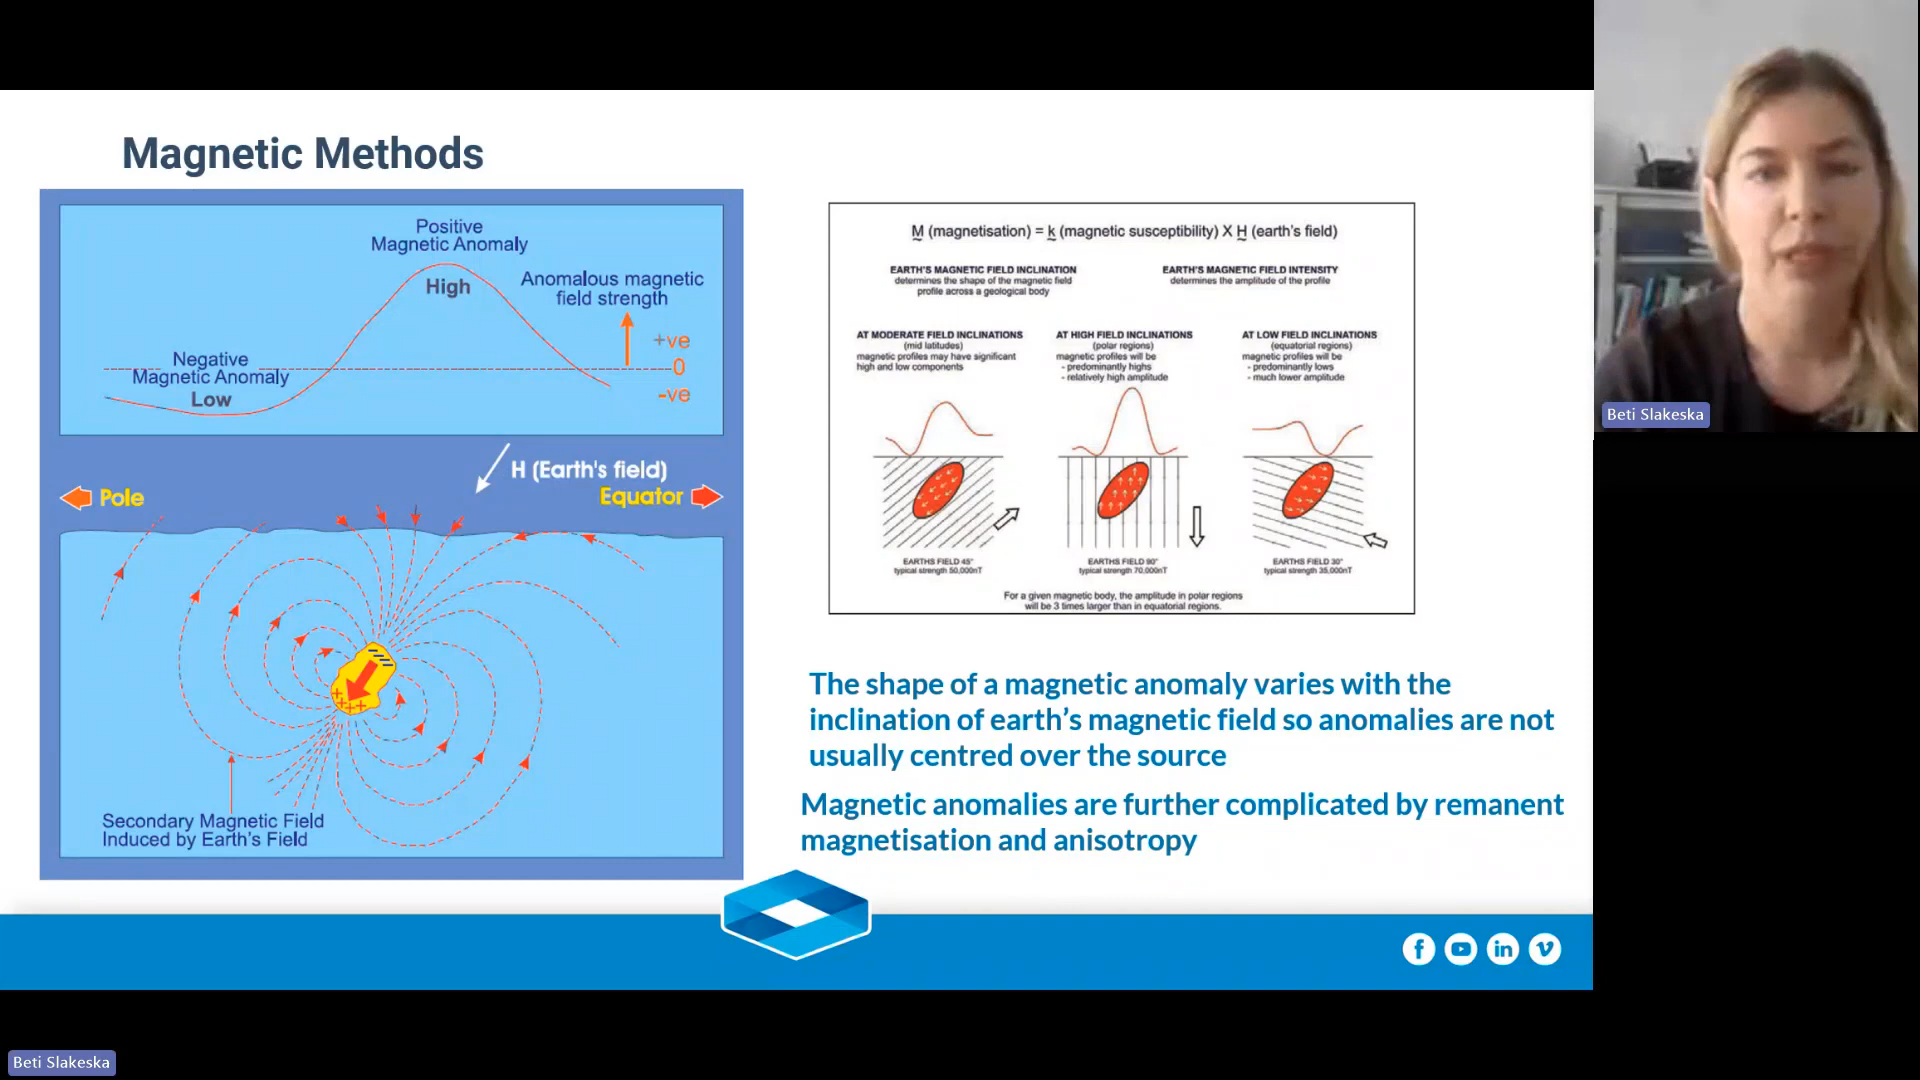 Magnetic Methods
Positive
Magnetic Anomaly
High
Anomalous magnetic
field strength
+ve
0
-ve
Negative
Magnetic Anomaly
Low
H (Earth's field)
Pole
Equator
Secondary Magnetic Field
Induced by Earth's Field
M (magnetisation) = k (magnetic susceptibility) X H (earth's field)
EARTH'S MAGNETIC FIELD INCLINATION
determines the shape of the magnetic field
profile across a geological body
EARTH'S MAGNETIC FIELD INTENSITY
determines the amplitude of the profile
AT MODERATE FIELD INCLINATIONS
(mid latitudes)
magnetic profiles may have significant
high and low components
AT HIGH FIELD INCLINATIONS
(polar regions)
magnetic profiles will be
- predominantly highs
- relatively high amplitude
AT LOW FIELD INCLINATIONS
(equatorial regions)
magnetic profiles will be
- predominantly lows
- much lower amplitude
EARTHS FIELD 45°
typical strength 50,000nT
EARTHS FIELD 90°
typical strength 70,000nT
EARTHS FIELD 30°
typical strength 35,000nT
For a given magnetic body, the amplitude in polar regions
will be 3 times larger than in equatorial regions.
The shape of a magnetic anomaly varies with the
inclination of earth's magnetic field so anomalies are not
usually centred over the source
Magnetic anomalies are further complicated by remanent
magnetisation and anisotropy
Beti Slakeska
Beti Slakeska